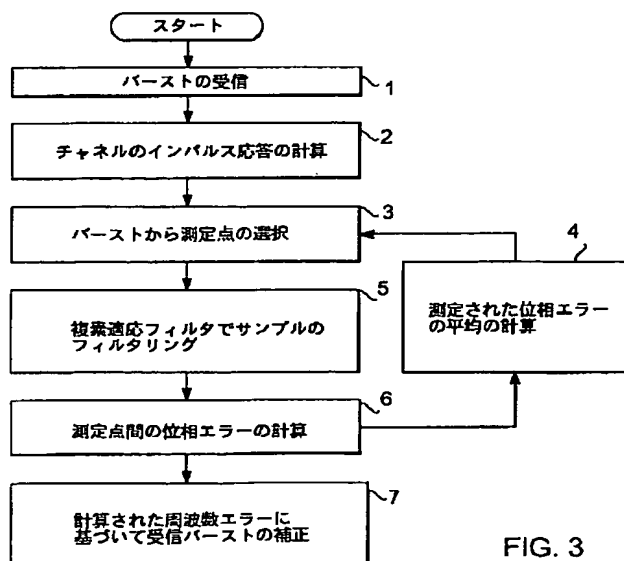 スタート
バーストの受信
1
チャネルのインパルス応答の計算
2
バーストから測定点の選択
3
測定された位相エラー
の平均の計算
4
複素適応フィルタでサンプルの
フィルタリング
5
測定点間の位相エラーの計算
6
計算された周波数エラーに
基づいて受信バーストの補正
7
FIG. 3